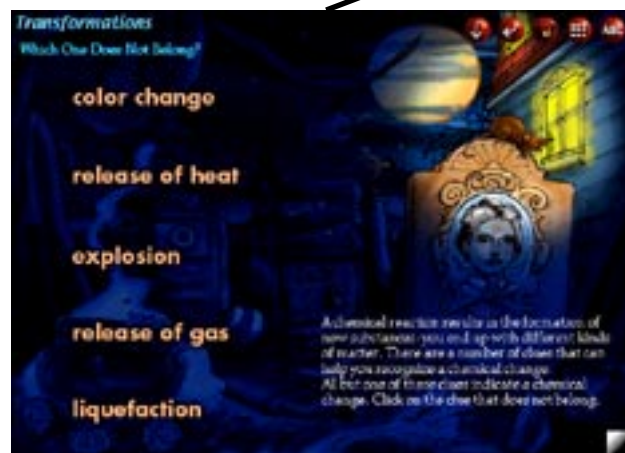 Transformations
Which One Does Not Belong?
color change
release of heat
explosion
release of gas
liquefaction
A chemical reaction results in the formation of
new substances: you end up with different kinds
of matter. There are a number of clues that can
help you recognize a chemical change.
All but one of these clues indicate a chemical
change. Click on the clue that does not belong.
ABC